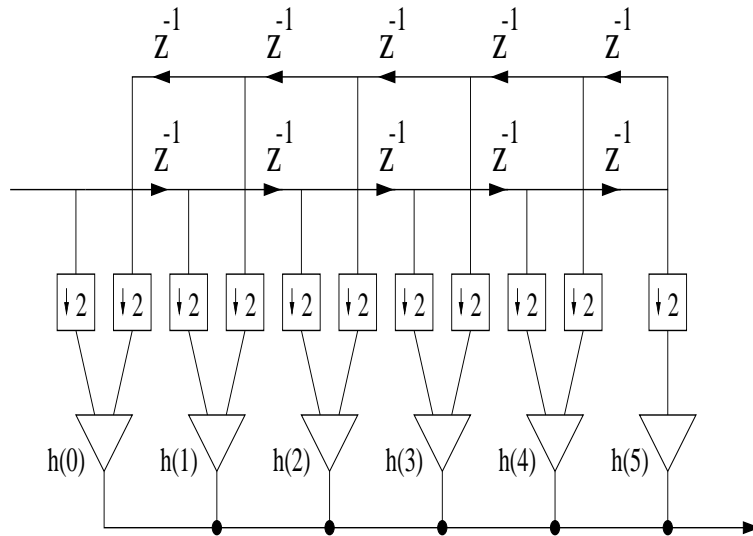 z-1 z-1 z-1 z-1 z-1
z-1 z-1 z-1 z-1 z-1
↓2 ↓2 ↓2 ↓2 ↓2 ↓2 ↓2 ↓2 ↓2 ↓2 ↓2
h(0) h(1) h(2) h(3) h(4) h(5)